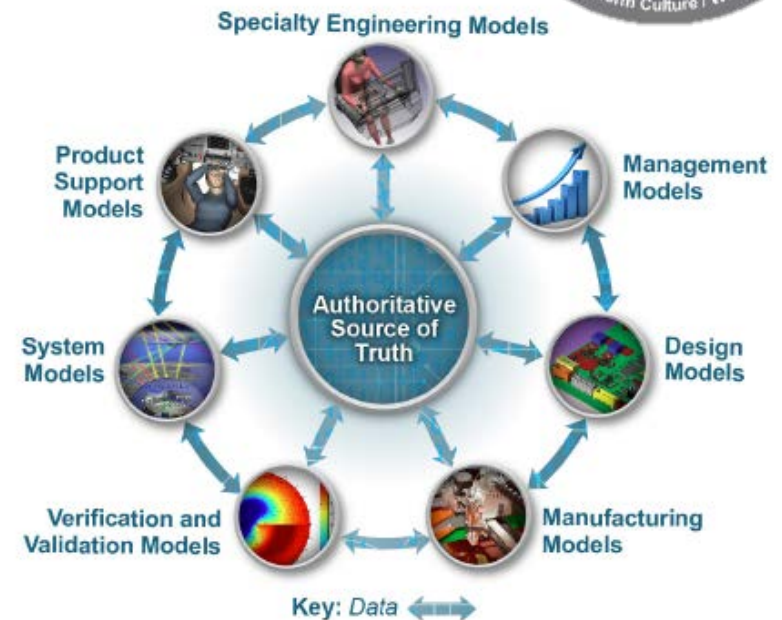 Culture /
Specialty Engineering Models
Product
Support
Models
Management
Models
Authoritative
Source of
Truth
System
Models
Design
Models
Verification and
Validation Models
Manufacturing
Models
Key: Data